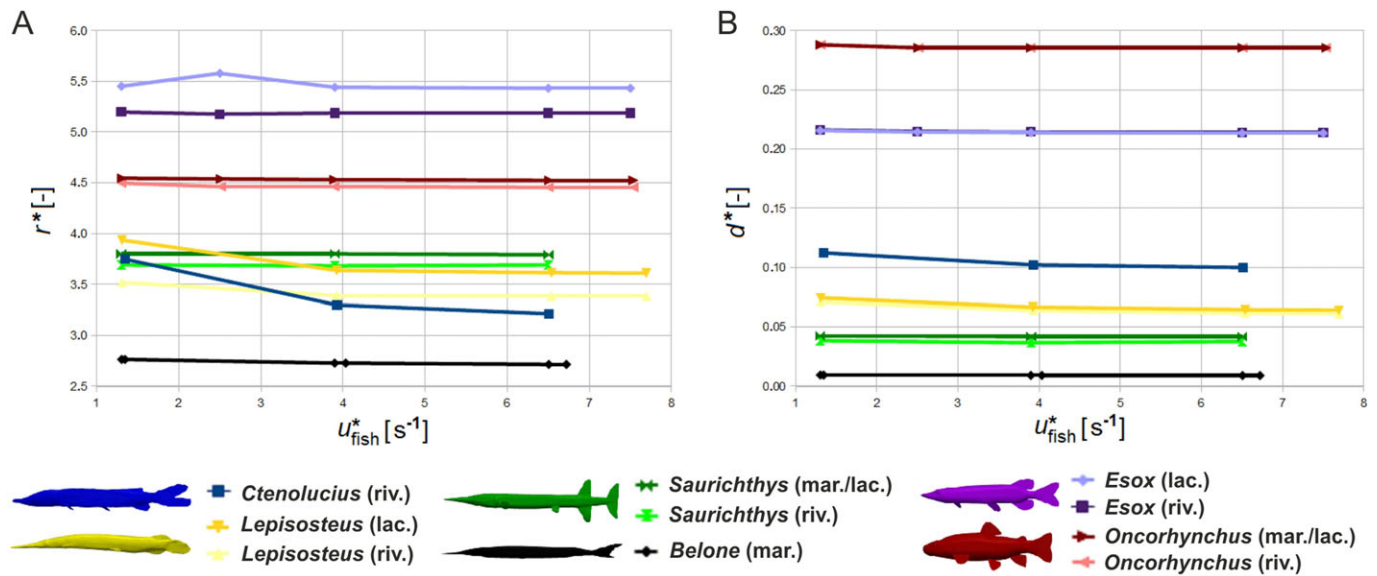 A
6.0
5.5
5.0
4.5
4.0
3.5
3.0
2.5
r* [-]
1 2 3 4 5 6 7 8
u*fish [s-1]
B
0.30
0.25
0.20
0.15
0.10
0.05
0.00
d* [-]
1 2 3 4 5 6 7 8
u*fish [s-1]
Ctenolucius (riv.)
Lepisosteus (lac.)
Lepisosteus (riv.)
Saurichthys (mar./lac.)
Saurichthys (riv.)
Belone (mar.)
Esox (lac.)
Esox (riv.)
Oncorhynchus (mar./lac.)
Oncorhynchus (riv.)